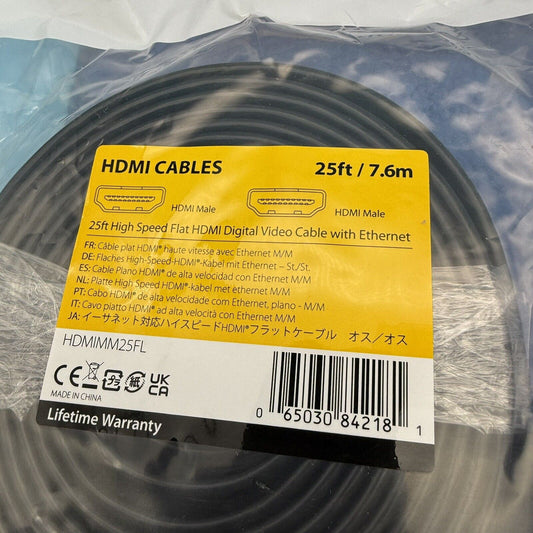 HDMI CABLES 25ft / 7.6m
HDMI Male HDMI Male
25ft High Speed Flat HDMI Digital Video Cable with Ethernet
FR: Câble plat HDMI® haute vitesse avec Ethernet M/M
DE: Flaches High-Speed-HDMI®-Kabel mit Ethernet – St./St.
ES: Cable Plano HDMI® de alta velocidad con Ethernet M/M
NL: Platte High Speed HDMI®-kabel met ethernet M/M
PT: Cabo HDMI® de alta velocidade com Ethernet, plano - M/M
IT: Cavo piatto HDMI® ad alta velocità con Ethernet M/M
JA: イーサネット対応ハイスピードHDMI®フラットケーブル オス／オス
HDMIMM25FL
CE プラ 紙 UK CA
MADE IN CHINA
0 65030 84218 1
Lifetime Warranty